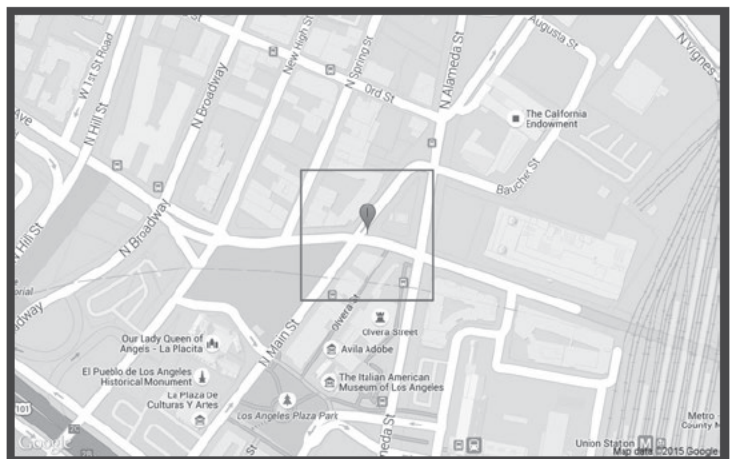 W 1st St Road
N Hill St
N Broadway
New High St
N Spring St
Ord St
N Alameda St
Augusta St
N Vignes
The California
Endowment
Bauchet St
Ave
N Hill St
N Broadway
Olvera St
Olvera Street
Avila Adobe
N Main St
Our Lady Queen of
Angels - La Placita
El Pueblo de Los Angeles
Historical Monument
The Italian American
Museum of Los Angeles
La Plaza De
Culturas Y Artes
Los Angeles Plaza Park
101
Metro
County
Union Station
M
Google
Map data ©2015 Google